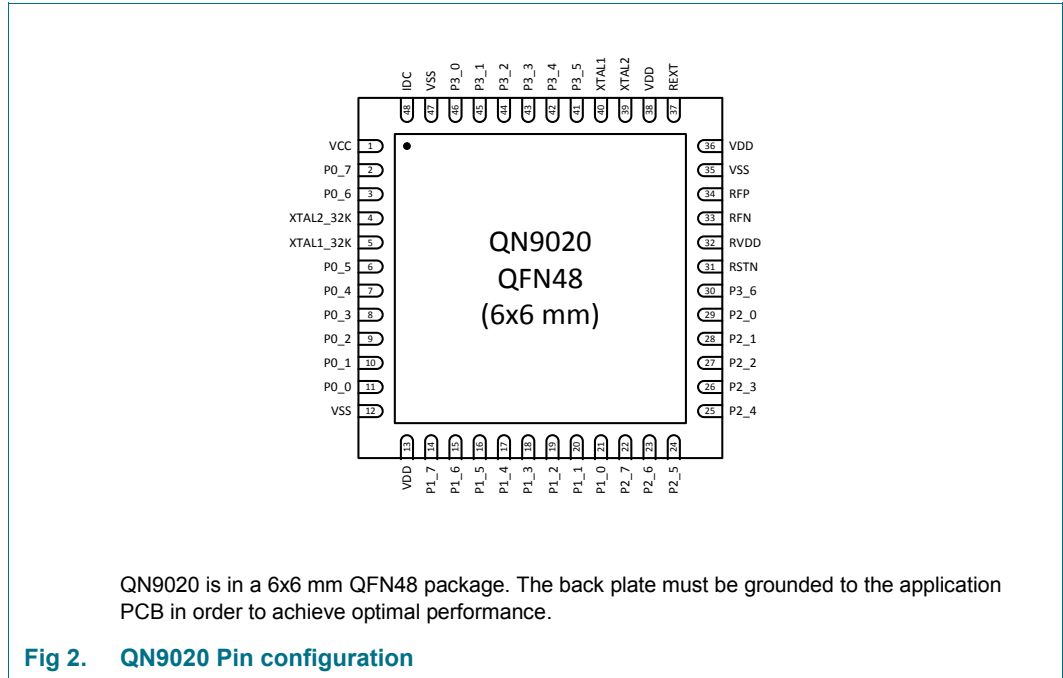 IDC VSS P3_0 P3_1 P3_2 P3_3 P3_4 P3_5 XTAL1 XTAL2 VDD REXT
48 47 46 45 44 43 42 41 40 39 38 37
VCC 1 36 VDD
P0_7 2 35 VSS
P0_6 3 34 RFP
XTAL2_32K 4 33 RFN
XTAL1_32K 5 32 RVDD
P0_5 6 31 RSTN
P0_4 7 30 P3_6
P0_3 8 29 P2_0
P0_2 9 28 P2_1
P0_1 10 27 P2_2
P0_0 11 26 P2_3
VSS 12 25 P2_4
QN9020
QFN48
(6x6 mm)
13 14 15 16 17 18 19 20 21 22 23 24
VDD P1_7 P1_6 P1_5 P1_4 P1_3 P1_2 P1_1 P1_0 P2_7 P2_6 P2_5
QN9020 is in a 6x6 mm QFN48 package. The back plate must be grounded to the application
PCB in order to achieve optimal performance.
Fig 2. QN9020 Pin configuration